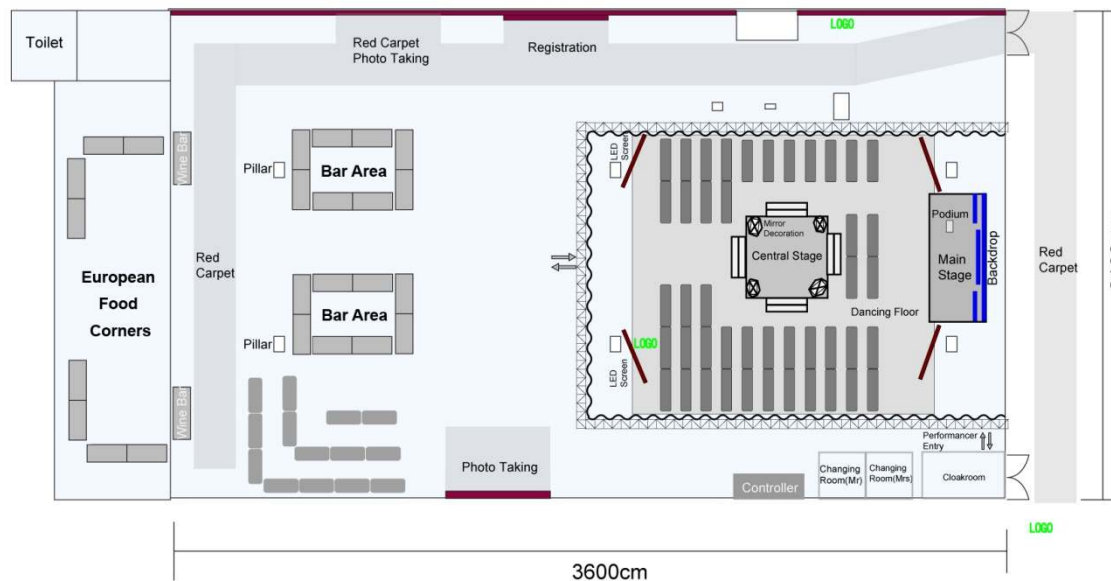 LOGO
Toilet
Red Carpet
Photo Taking
Registration
Wine Bar
Pillar
Bar Area
LED
Screen
Mirror
Decoration
Central Stage
Podium
Main
Stage
Backdrop
Red
Carpet
Red
Carpet
European
Food
Corners
Bar Area
Dancing Floor
Pillar
LOGO
LED
Screen
Wine Bar
Performancer
Entry
Photo Taking
Changing
Room(Mr)
Changing
Room(Mrs)
Cloakroom
Controller
LOGO
3600cm